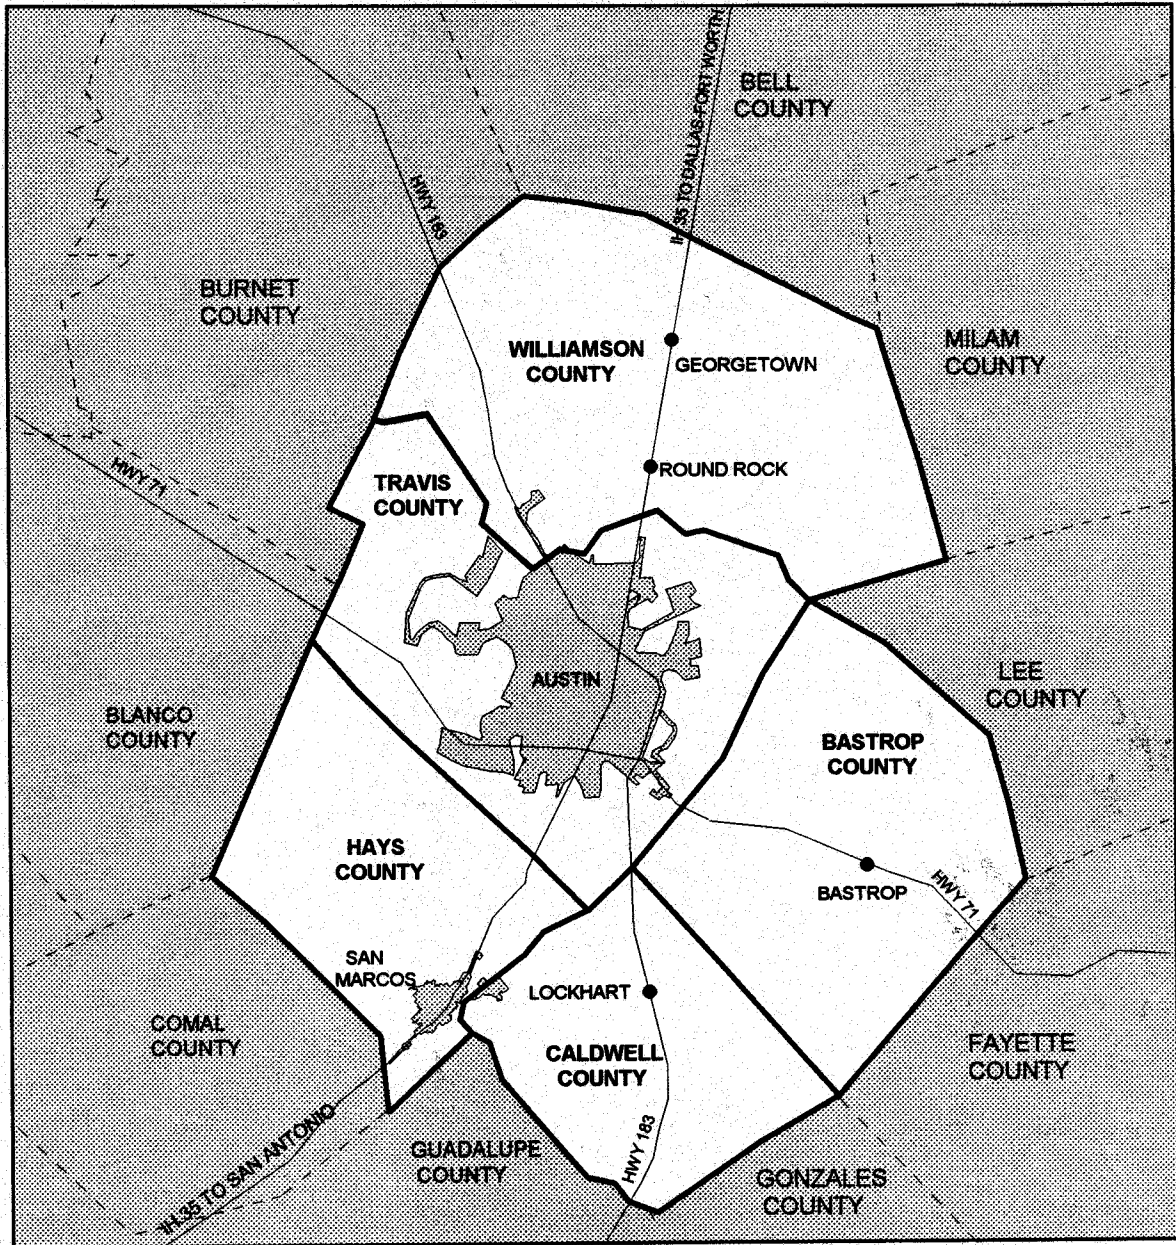 BELL
COUNTY
IH 35 TO DALLAS-FORT WORTH
HWY 183
BURNET
COUNTY
WILLIAMSON
COUNTY
GEORGETOWN
MILAM
COUNTY
HWY 71
TRAVIS
COUNTY
ROUND ROCK
AUSTIN
LEE
COUNTY
BLANCO
COUNTY
BASTROP
COUNTY
HAYS
COUNTY
BASTROP
HWY 71
SAN
MARCOS
LOCKHART
COMAL
COUNTY
CALDWELL
COUNTY
FAYETTE
COUNTY
IH 35 TO SAN ANTONIO
GUADALUPE
COUNTY
HWY 183
GONZALES
COUNTY